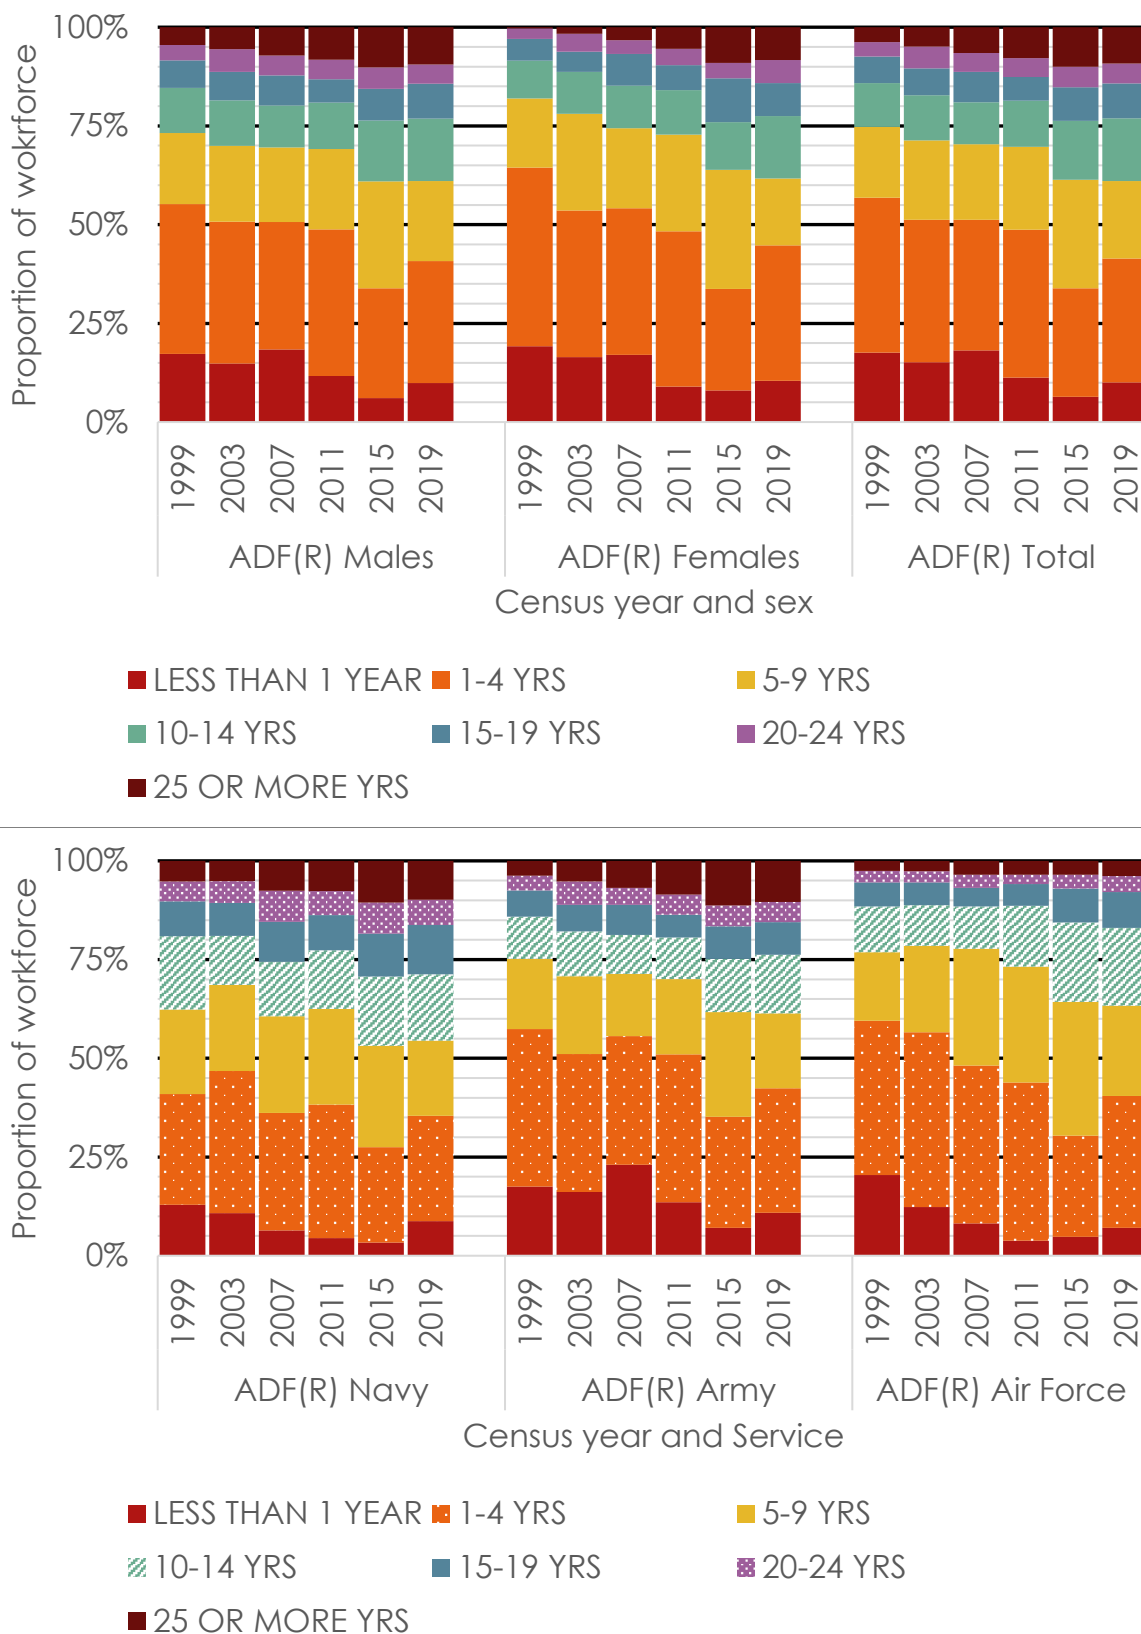 Proportion of wokrforce
100%
75%
50%
25%
0%
1999 2003 2007 2011 2015 2019 1999 2003 2007 2011 2015 2019 1999 2003 2007 2011 2015 2019
ADF(R) Males ADF(R) Females ADF(R) Total
Census year and sex
LESS THAN 1 YEAR 1-4 YRS 5-9 YRS
10-14 YRS 15-19 YRS 20-24 YRS
25 OR MORE YRS
Proportion of workforce
100%
75%
50%
25%
0%
1999 2003 2007 2011 2015 2019 1999 2003 2007 2011 2015 2019 1999 2003 2007 2011 2015 2019
ADF(R) Navy ADF(R) Army ADF(R) Air Force
Census year and Service
LESS THAN 1 YEAR 1-4 YRS 5-9 YRS
10-14 YRS 15-19 YRS 20-24 YRS
25 OR MORE YRS